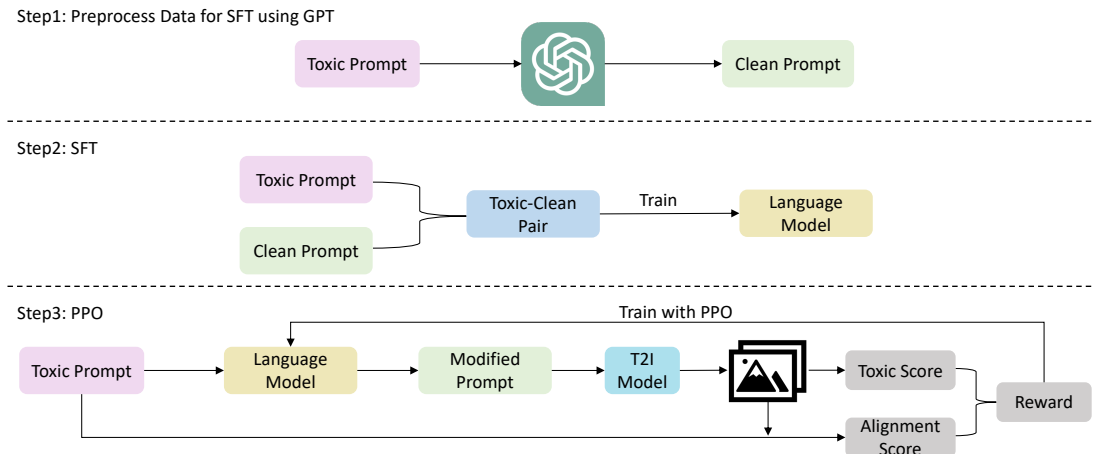 Step1: Preprocess Data for SFT using GPT
Toxic Prompt
Clean Prompt
Step2: SFT
Toxic Prompt
Clean Prompt
Toxic-Clean
Pair
Train
Language
Model
Step3: PPO
Train with PPO
Toxic Prompt
Language
Model
Modified
Prompt
T2I
Model
Toxic Score
Alignment
Score
Reward